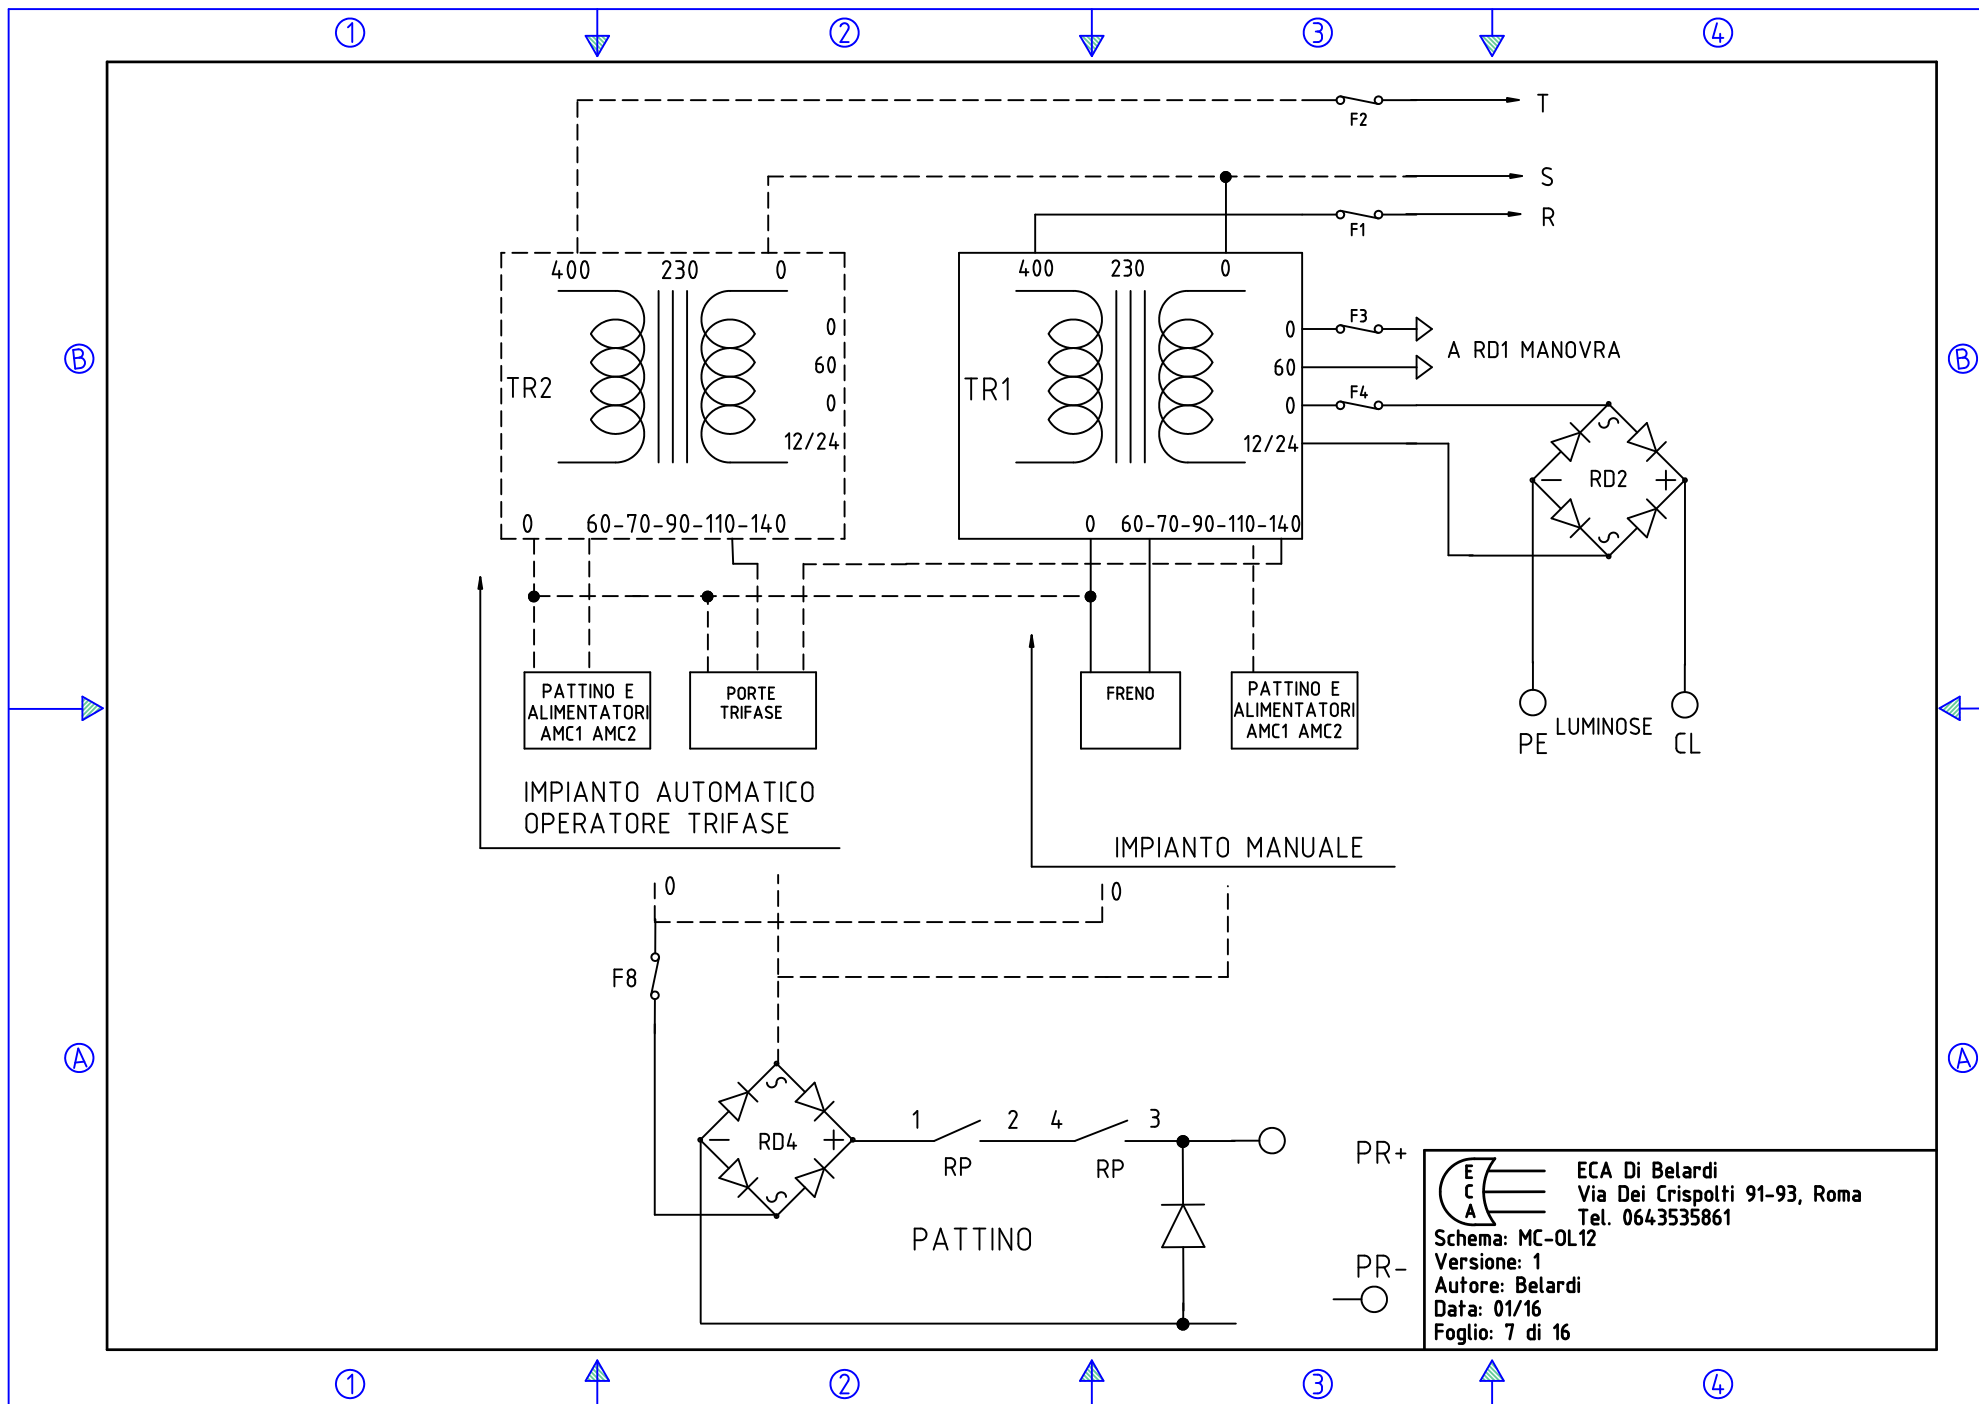 1 2 3 4
T
F2
S
R
F1
400 230 0
400 230 0
0
60
0
12/24
TR2
TR1
0
60
0
12/24
F3
A RD1 MANOVRA
F4
RD2
B
B
0 60-70-90-110-140
0 60-70-90-110-140
PATTINO E
ALIMENTATORI
AMC1 AMC2
PORTE
TRIFASE
FRENO
PATTINO E
ALIMENTATORI
AMC1 AMC2
PE LUMINOSE CL
IMPIANTO AUTOMATICO
OPERATORE TRIFASE
IMPIANTO MANUALE
0
0
F8
A
A
RD4
1 2 4 3
RP RP
PATTINO
PR+
PR-
E
C
A
ECA Di Belardi
Via Dei Crispolti 91-93, Roma
Tel. 0643535861
Schema: MC-OL12
Versione: 1
Autore: Belardi
Data: 01/16
Foglio: 7 di 16
1 2 3 4